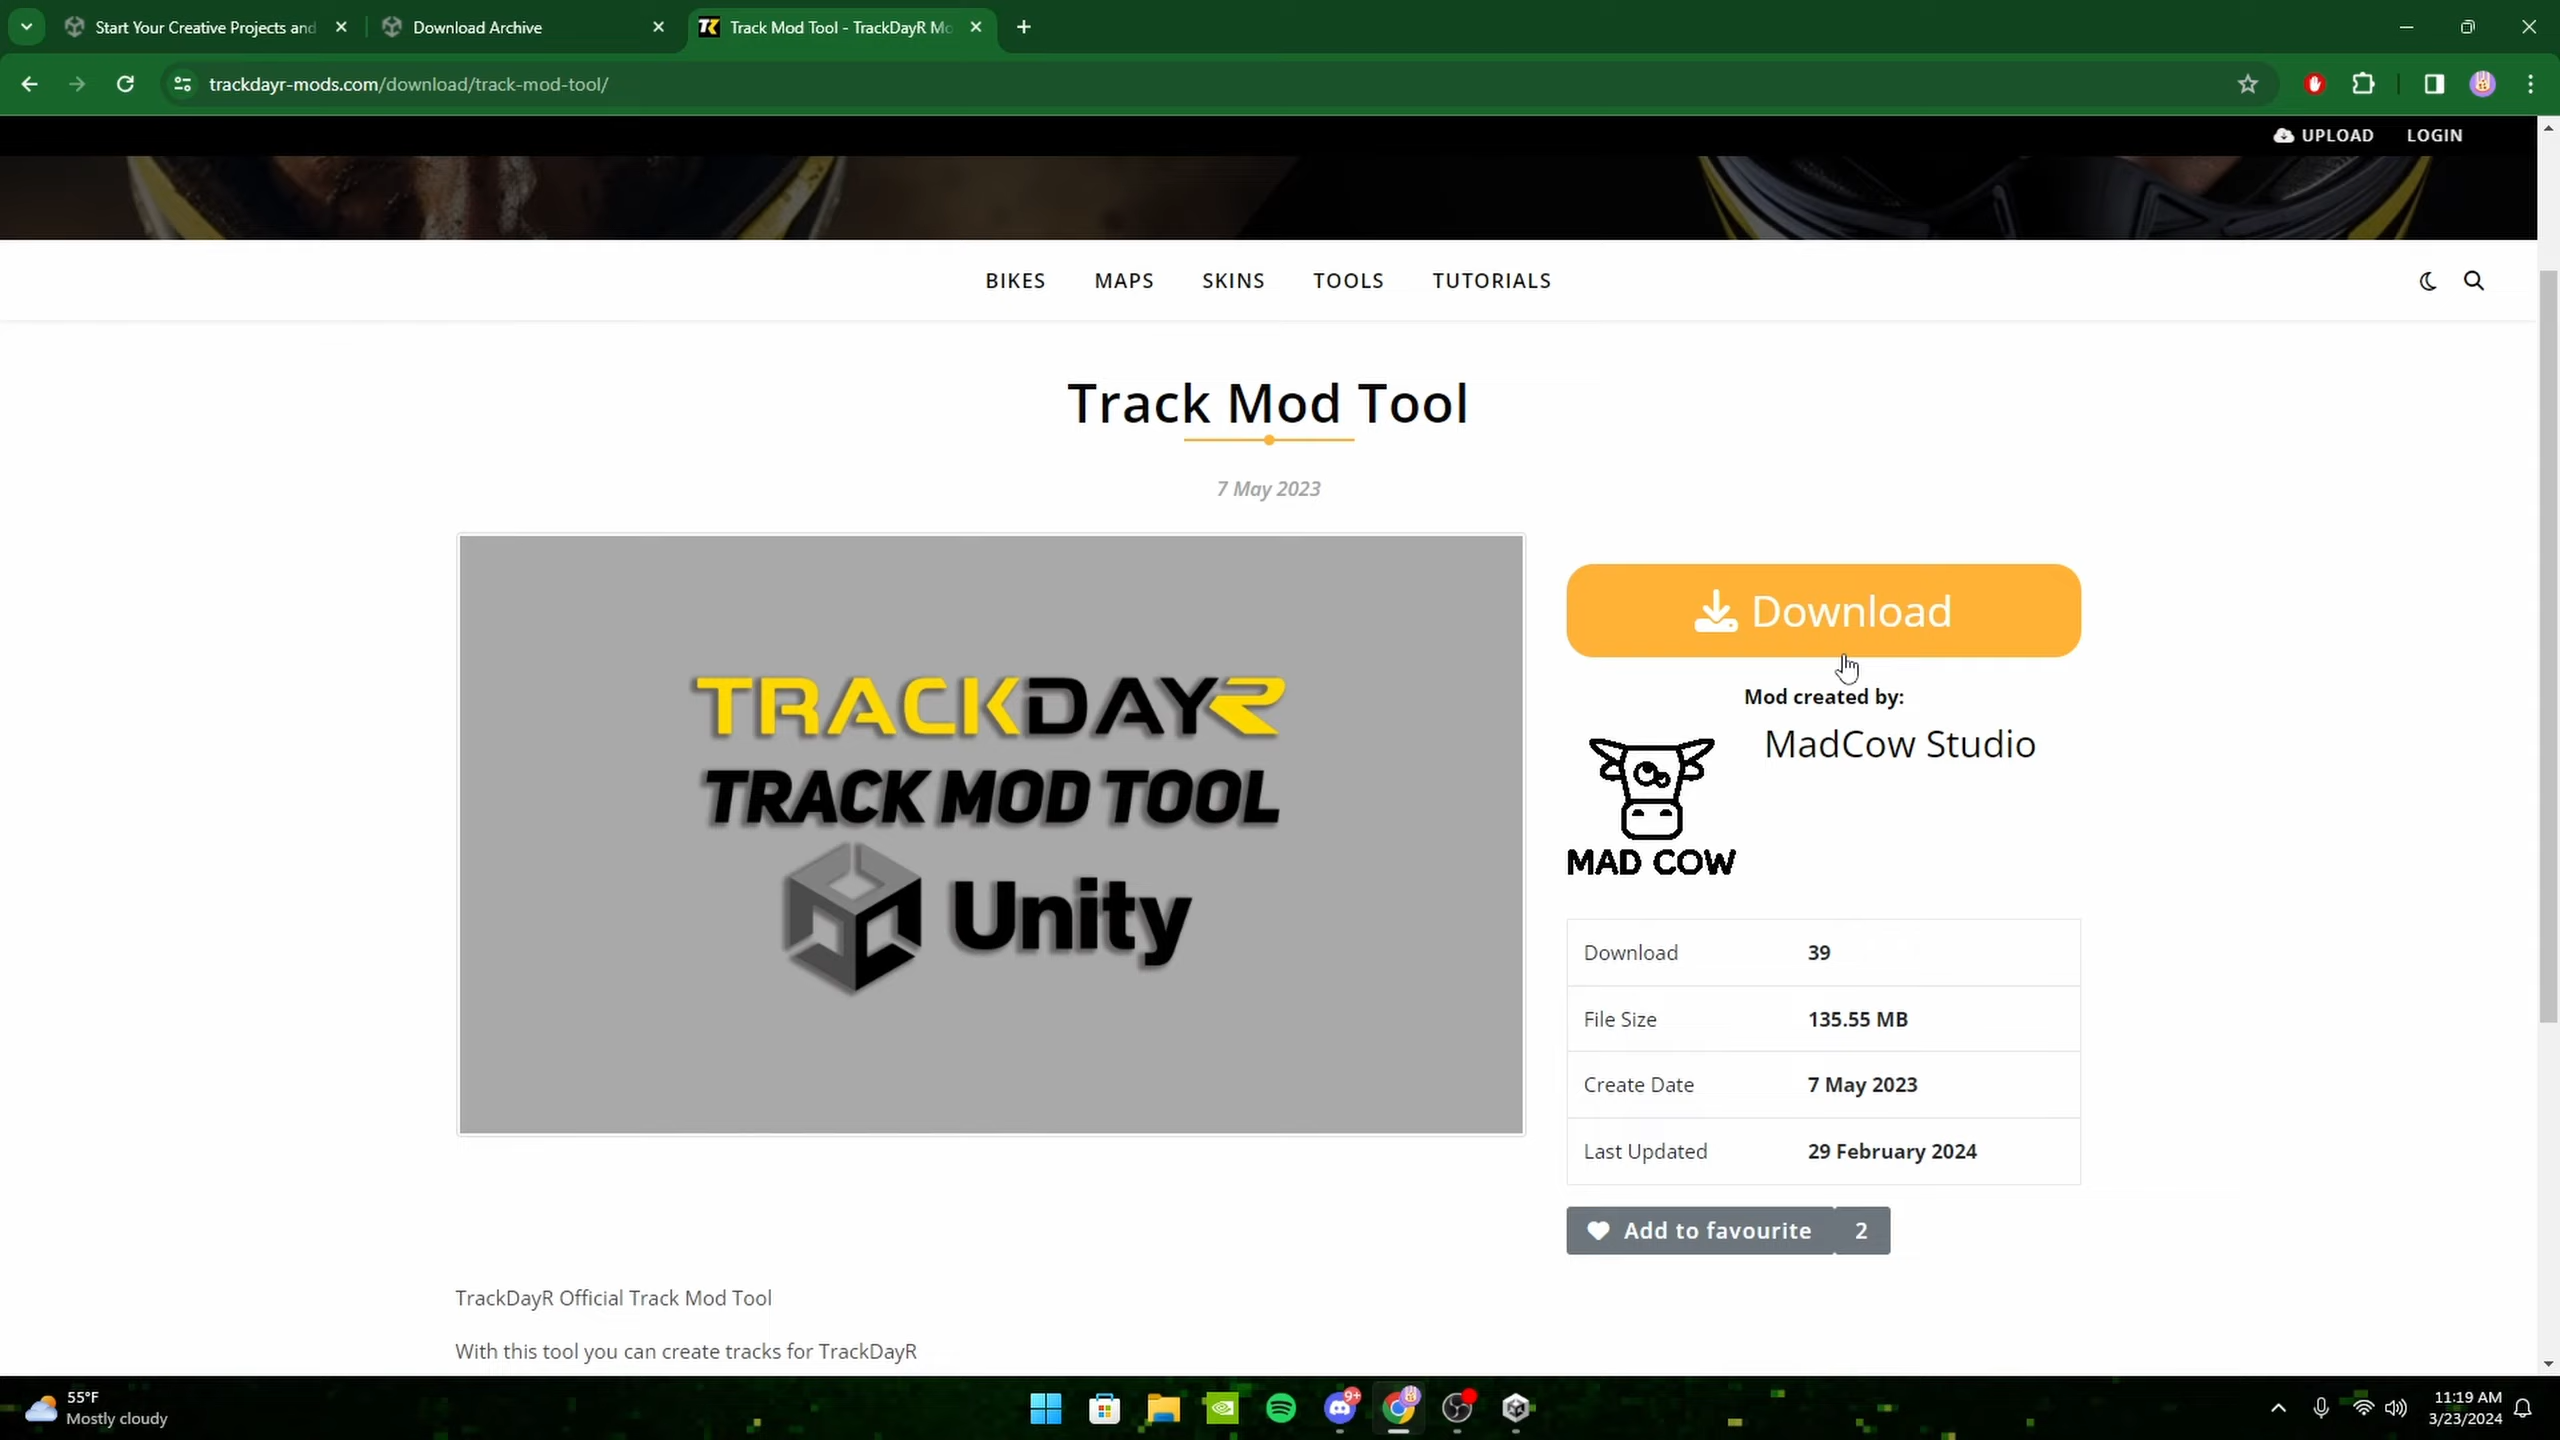 Start Your Creative Projects and
Download Archive
Track Mod Tool - TrackDayR Mo
trackdayr-mods.com/download/track-mod-tool/
UPLOAD
LOGIN
BIKES
MAPS
SKINS
TOOLS
TUTORIALS
Track Mod Tool
7 May 2023
TRACKDAYR
TRACK MOD TOOL
Unity
Download
Mod created by:
MadCow Studio
MAD COW
Download 39
File Size 135.55 MB
Create Date 7 May 2023
Last Updated 29 February 2024
Add to favourite 2
TrackDayR Official Track Mod Tool
With this tool you can create tracks for TrackDayR
55°F
Mostly cloudy
9+
11:19 AM
3/23/2024